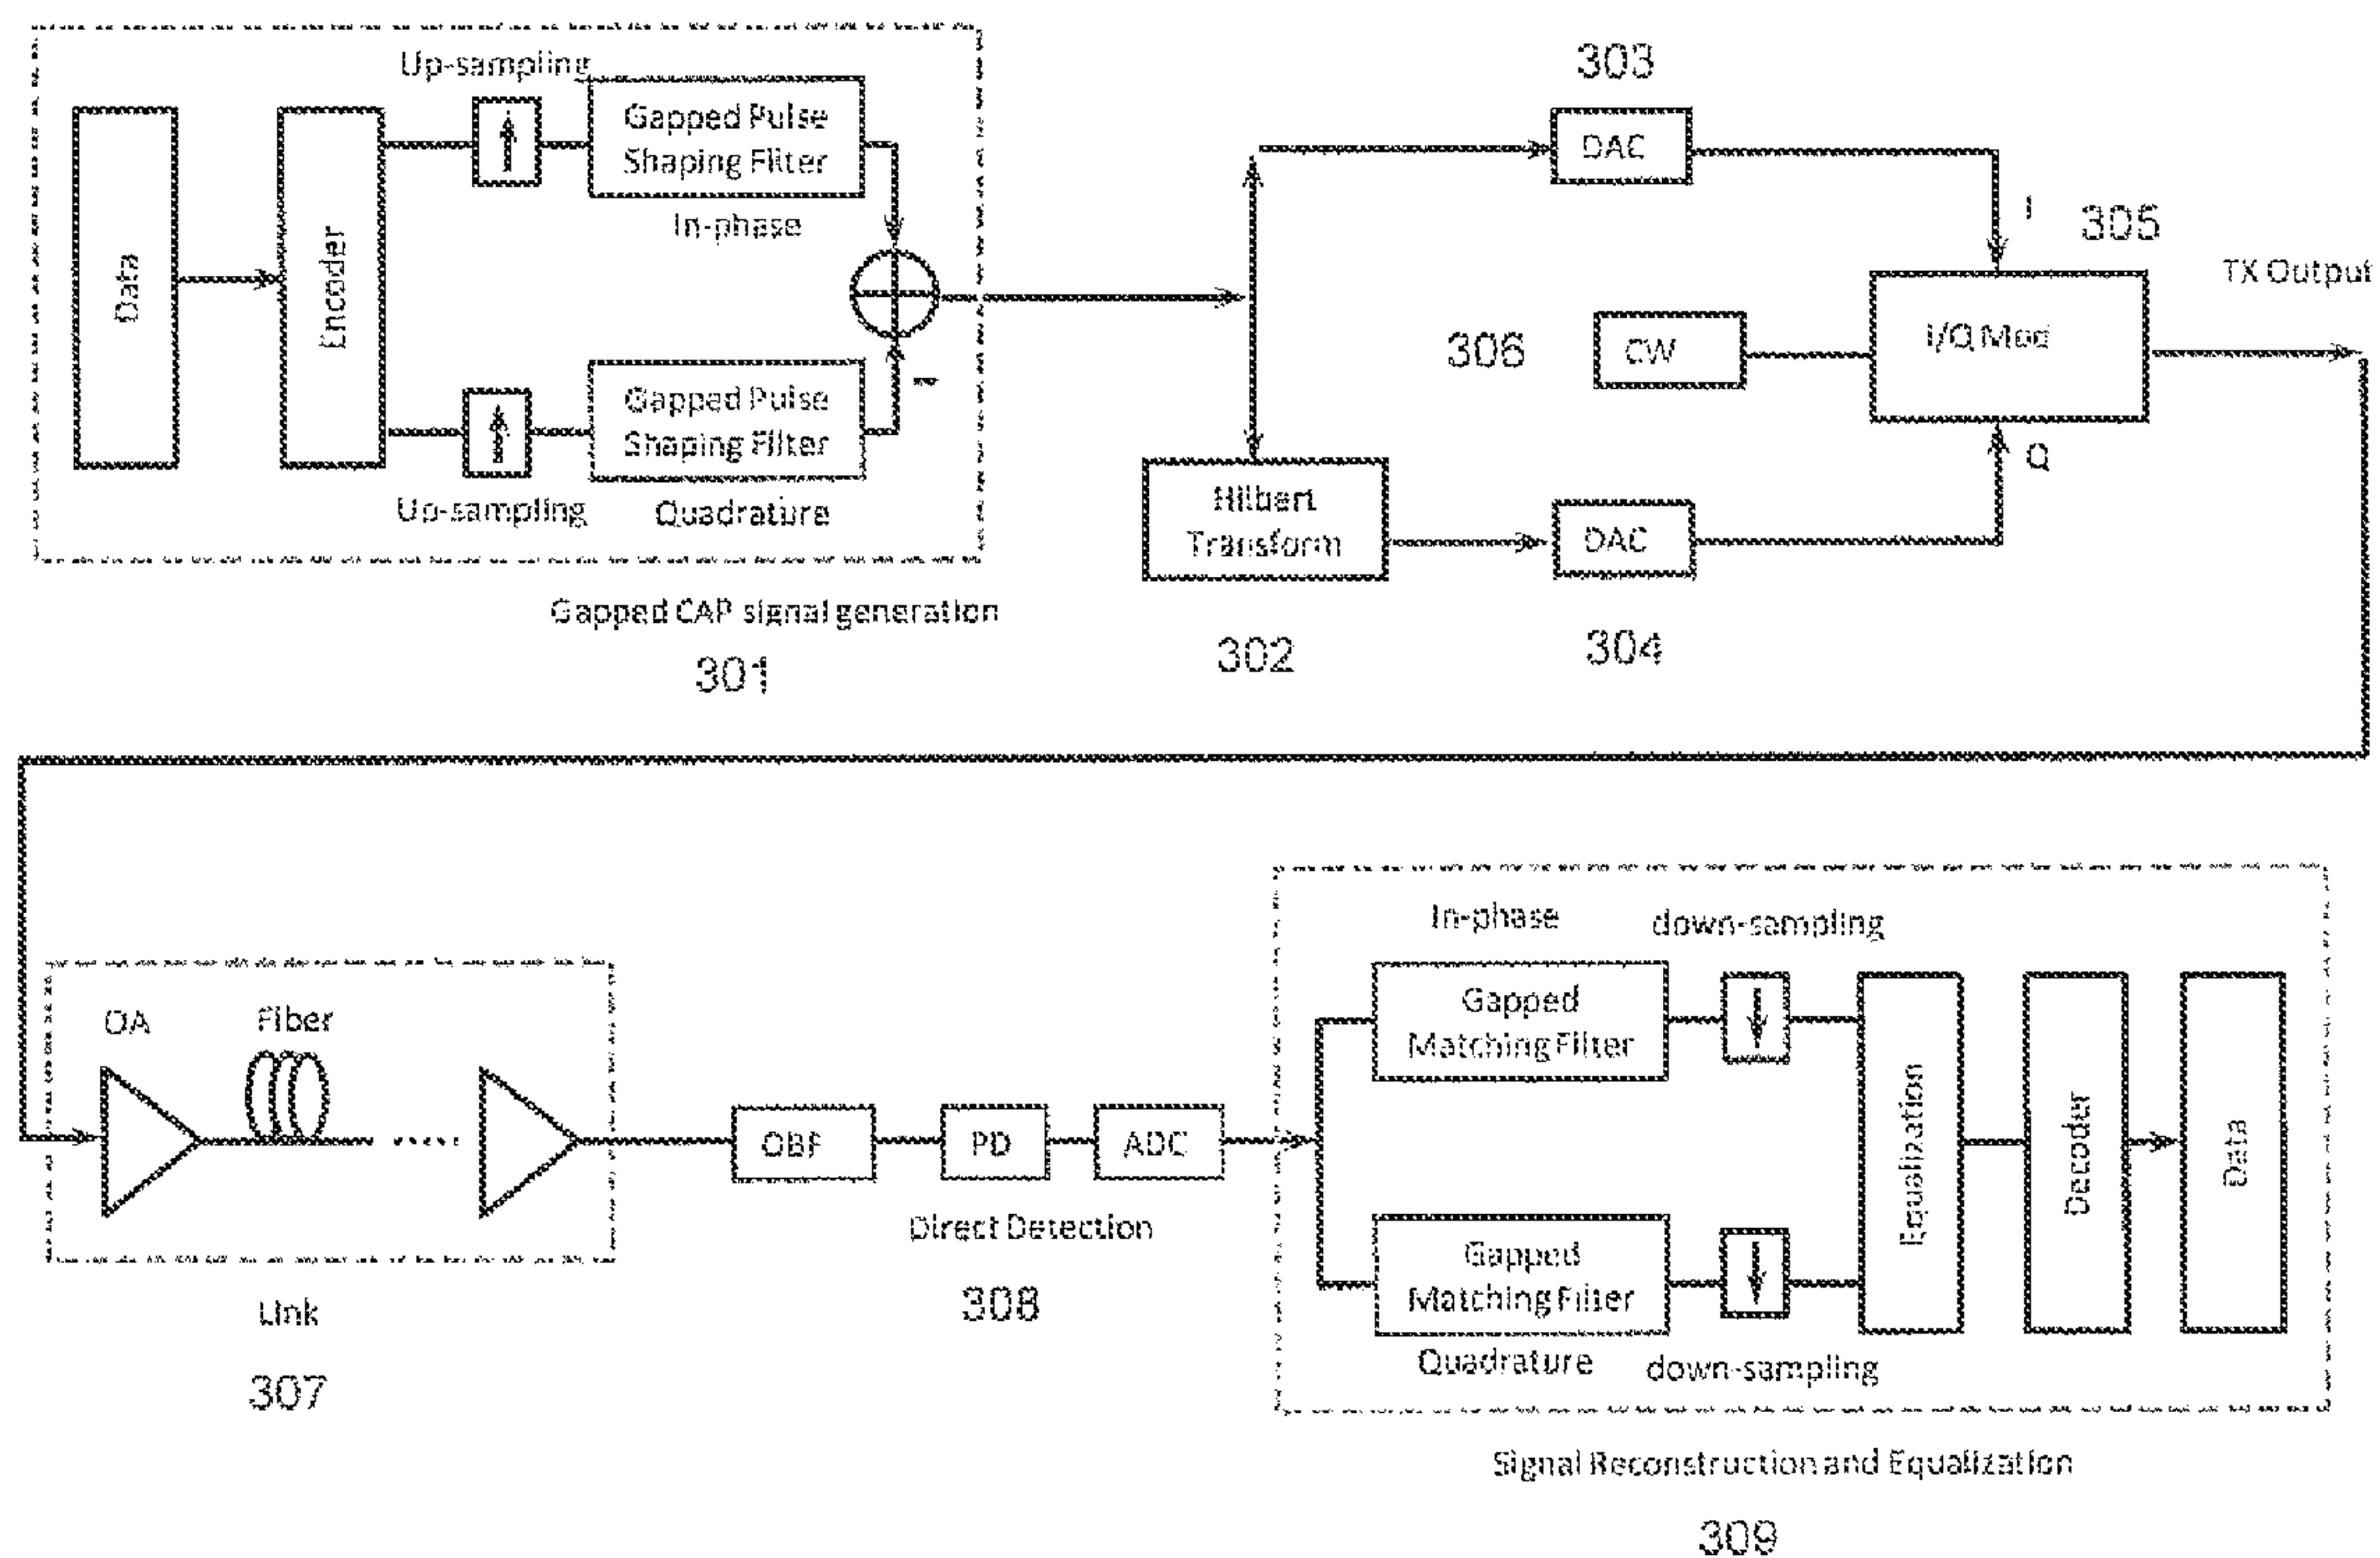 Up-sampling
Data
Encoder
Gapped Pulse
Shaping Filter
In-phase
Gapped Pulse
Shaping Filter
Quadrature
Up-sampling
Gapped CAP signal generation
301
Hilbert
Transform
302
303
DAC
DAC
304
I
305
306
CW
I/Q Mod
Q
TX Output
OA
Fiber
Link
307
OBF
PD
ADC
Direct Detection
308
In-phase
down-sampling
Gapped
Matching Filter
Gapped
Matching Filter
Quadrature
down-sampling
Equalization
Decoder
Data
Signal Reconstruction and Equalization
309